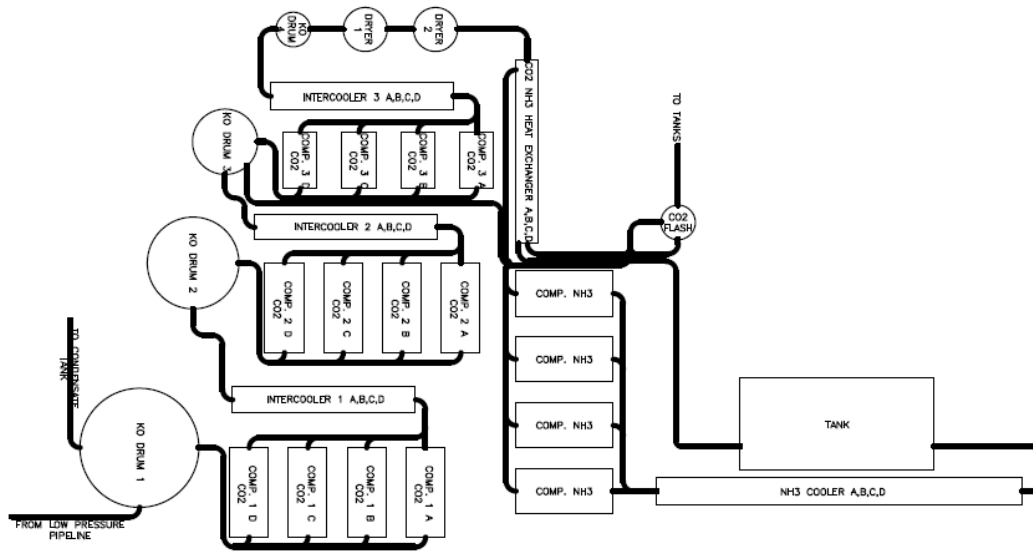 KO
DRUM
4
DRYER
1
DRYER
2
INTERCOOLER 3 A,B,C,D
CO2 NH3 HEAT EXCHANGER A,B,C,D
TO TANKS
KO DRUM 3
COMP. 3 D
CO2
COMP. 3 C
CO2
COMP. 3 B
CO2
COMP. 3 A
CO2
CO2
FLASH
INTERCOOLER 2 A,B,C,D
KO DRUM 2
COMP. 2 D
CO2
COMP. 2 C
CO2
COMP. 2 B
CO2
COMP. 2 A
CO2
COMP. NH3
COMP. NH3
COMP. NH3
COMP. NH3
TO CONDENSATE
TANK
INTERCOOLER 1 A,B,C,D
KO DRUM 1
COMP. 1 D
CO2
COMP. 1 C
CO2
COMP. 1 B
CO2
COMP. 1 A
CO2
TANK
NH3 COOLER A,B,C,D
FROM LOW PRESSURE
PIPELINE